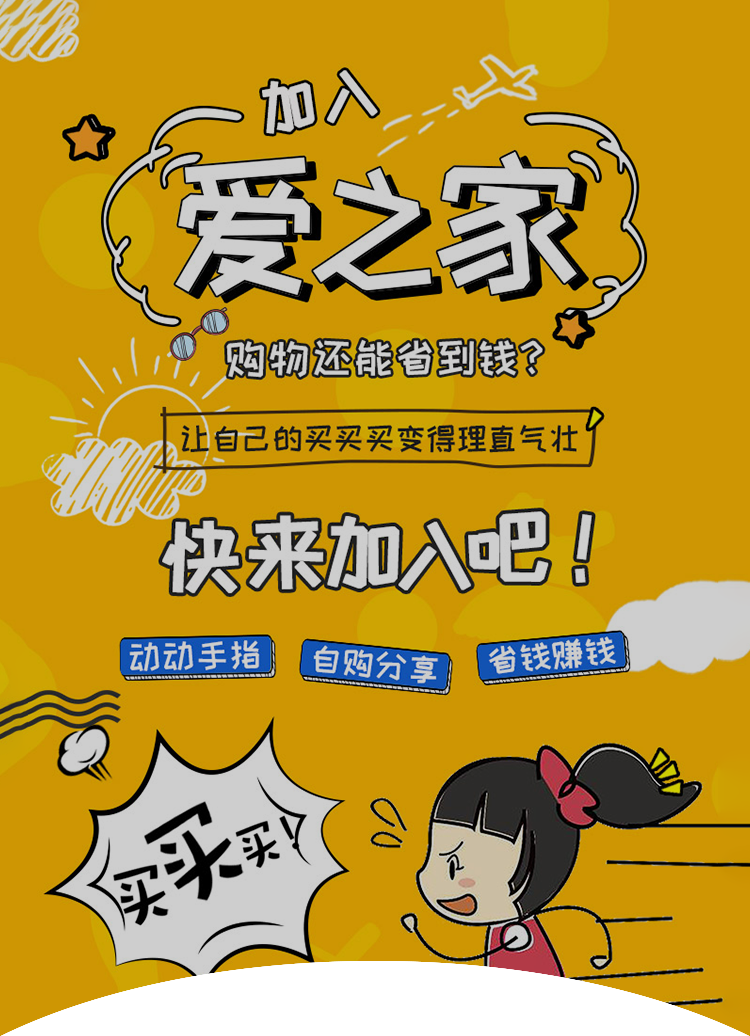 加入
爱之家
购物还能省到钱?
让自己的买买买变得理直气壮
快来加入吧!
动动手指 自购分享 省钱赚钱
买买买!